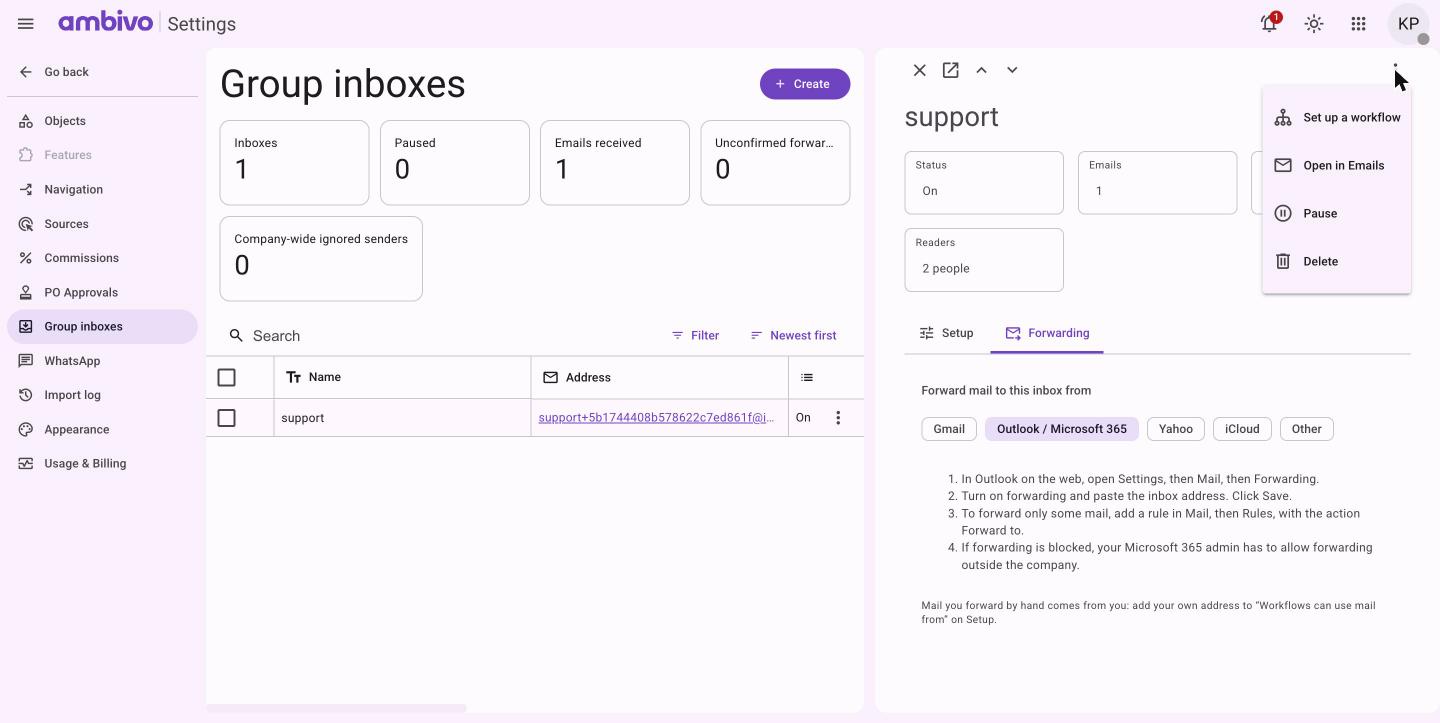 ambivo
Settings
1
KP
Go back
Objects
Features
Navigation
Sources
Commissions
PO Approvals
Group inboxes
WhatsApp
Import log
Appearance
Usage & Billing
Group inboxes
+ Create
Inboxes
1
Paused
0
Emails received
1
Unconfirmed forwar...
0
Company-wide ignored senders
0
Search
Filter
Newest first
Name
Address
support
support+5b1744408b578622c7ed861f@i...
On
support
Status
On
Emails
1
Readers
2 people
Set up a workflow
Open in Emails
Pause
Delete
Setup
Forwarding
Forward mail to this inbox from
Gmail
Outlook / Microsoft 365
Yahoo
iCloud
Other
1. In Outlook on the web, open Settings, then Mail, then Forwarding.
2. Turn on forwarding and paste the inbox address. Click Save.
3. To forward only some mail, add a rule in Mail, then Rules, with the action
Forward to.
4. If forwarding is blocked, your Microsoft 365 admin has to allow forwarding
outside the company.
Mail you forward by hand comes from you: add your own address to “Workflows can use mail
from” on Setup.